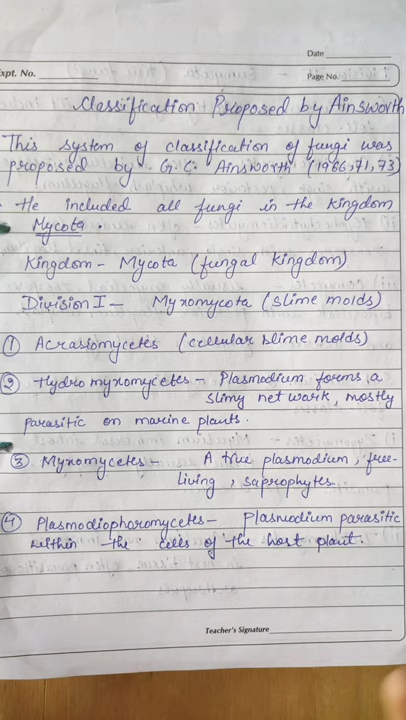 Date
Expt. No.
Page No.
Classification Proposed by Ainsworth
This system of classification of fungi was
proposed by G.C. Ainsworth (1966,71,73)
He included all fungi in the kingdom
Mycota.
Kingdom - Mycota (fungal Kingdom)
Division I - Myxomycota (slime molds)
① Acrasiomycetes (cellular slime molds)
② Hydromyxomycetes - Plasmodium forms a
slimy network, mostly
parasitic on marine plants.
③ Myxomycetes - A true plasmodium, free-
living, saprophytes.
④ Plasmodiophoromycetes - Plasmodium parasitic
within the cells of the host plant.
Teacher's Signature